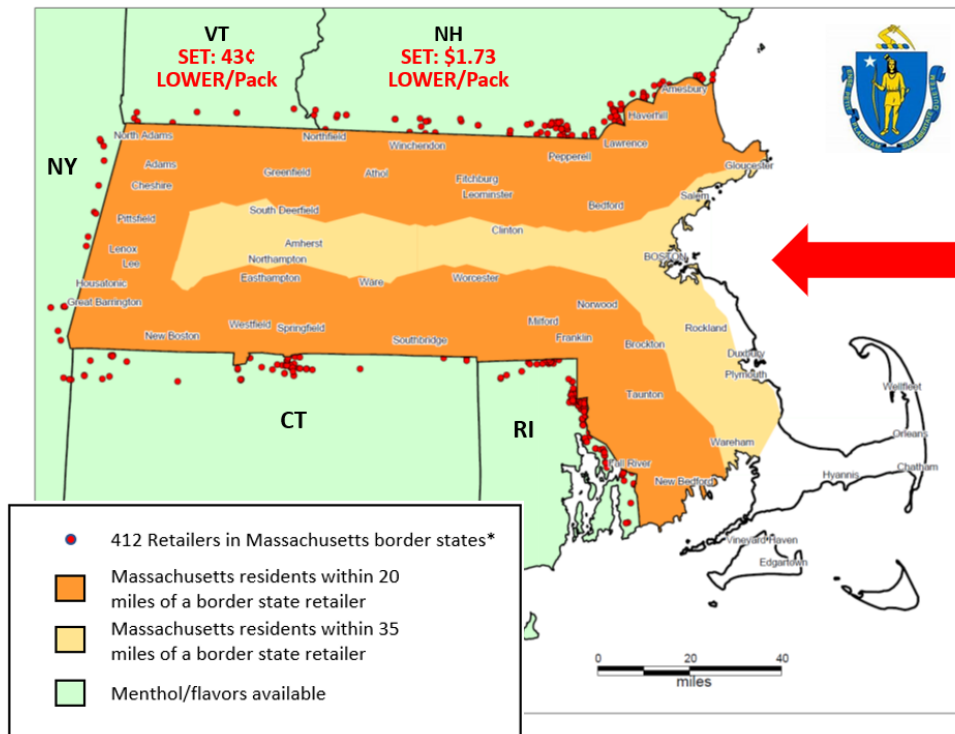 VT
SET: 43¢
LOWER/Pack
NH
SET: $1.73
LOWER/Pack
NY
CT
RI
Amesbury
Haverhill
North Adams
Northfield
Winchendon
Lawrence
Pepperell
Gloucester
Adams
Greenfield
Athol
Fitchburg
Cheshire
Leominster
Salem
Bedford
Pittsfield
South Deerfield
Clinton
Lenox
Amherst
BOSTON
Lee
Northampton
Housatonic
Easthampton
Ware
Worcester
Great Barrington
Norwood
New Boston
Westfield
Springfield
Milford
Rockland
Southbridge
Franklin
Brockton
Duxbury
Plymouth
Wellfleet
Taunton
Orleans
Wareham
Fall River
Chatham
New Bedford
Hyannis
Vineyard Haven
Edgartown
412 Retailers in Massachusetts border states*
Massachusetts residents within 20
miles of a border state retailer
Massachusetts residents within 35
miles of a border state retailer
Menthol/flavors available
0 20 40
miles